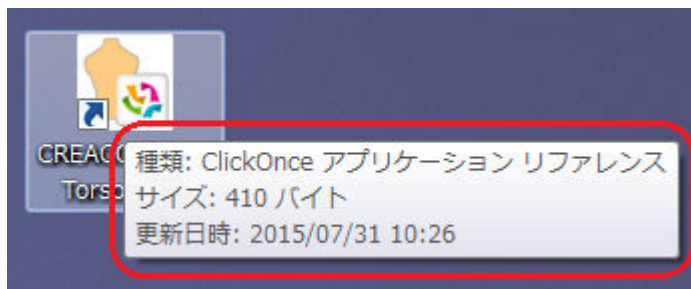 CREACO
Torso
種類: ClickOnce アプリケーション リファレンス
サイズ: 410 バイト
更新日時: 2015/07/31 10:26